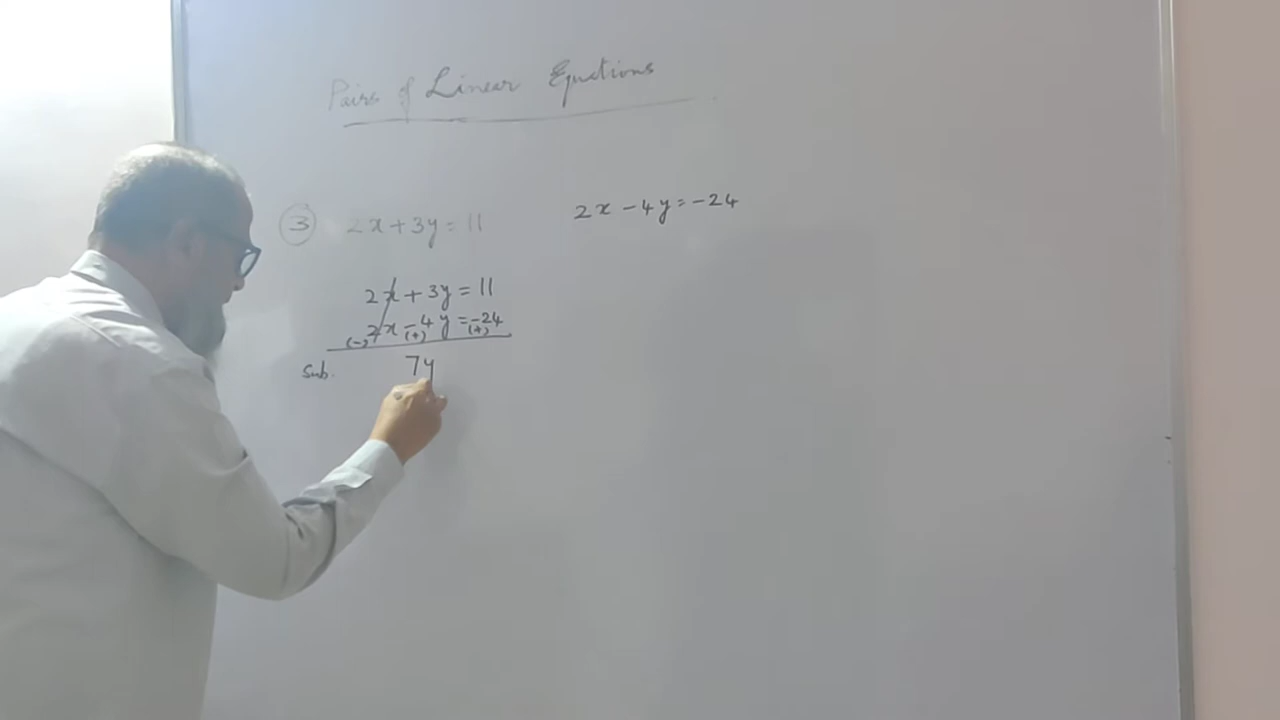 Pairs of Linear Equations
③ 2x + 3y = 11 2x - 4y = -24
2x + 3y = 11
2x - 4y = -24
(-) (+) (+)
Sub. 7y